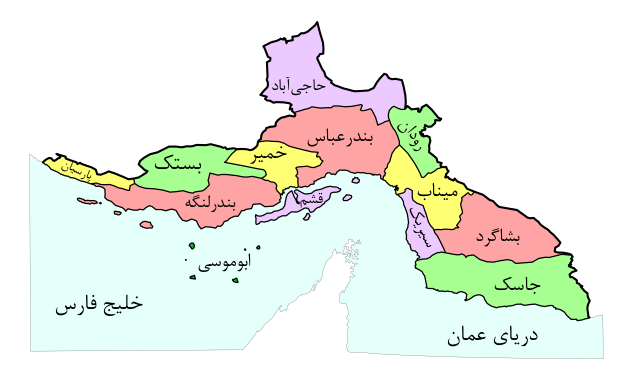 حاجی‌آباد
بندرعباس
رودان
خمیر
بستک
پارسیان
میناب
بندرلنگه
قشم
سیریک
بشاگرد
ابوموسی
جاسک
خلیج فارس
دریای عمان